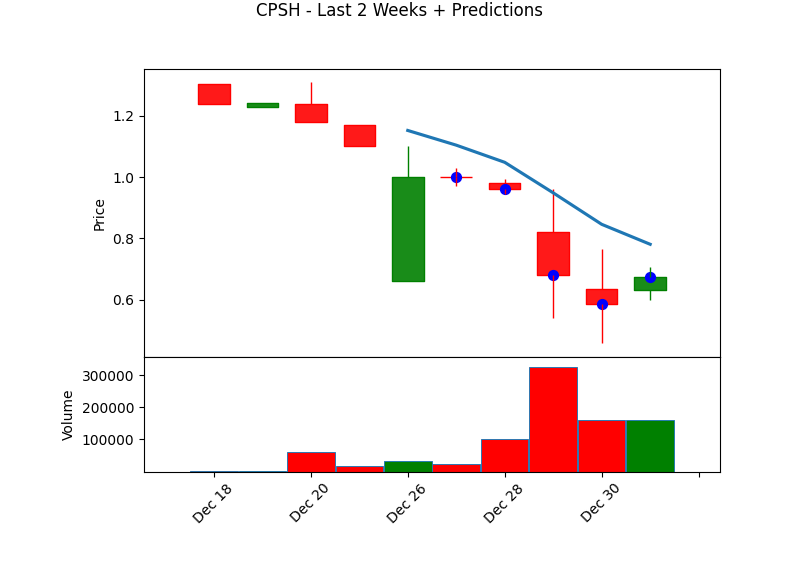 CPSH - Last 2 Weeks + Predictions
1.2
1.0
0.8
0.6
Price
300000
200000
100000
Volume
Dec 18
Dec 20
Dec 26
Dec 28
Dec 30